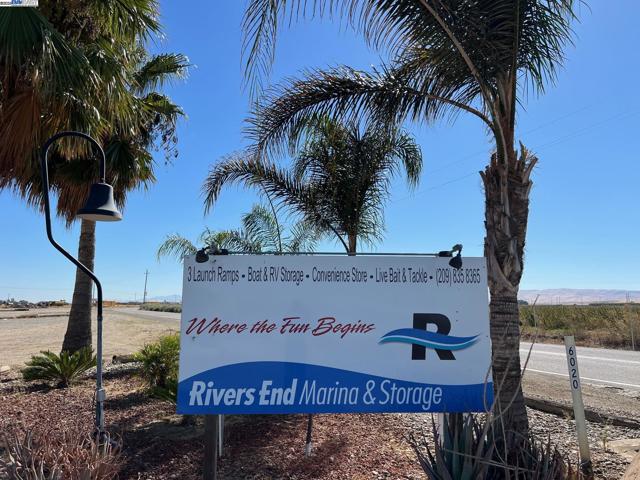 3 Launch Ramps • Boat & RV Storage • Convenience Store • Live Bait & Tackle • (209) 835 8365
Where the Fun Begins
R
Rivers End Marina & Storage
6020